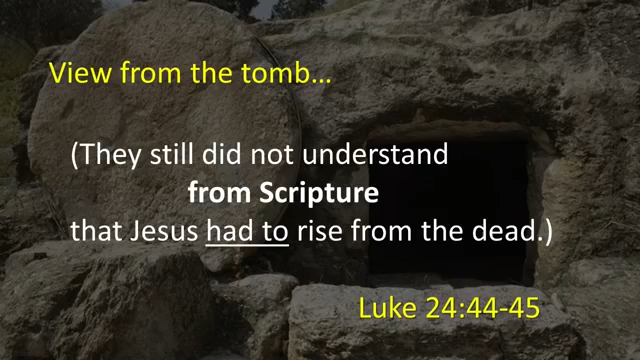 View from the tomb…
(They still did not understand
from Scripture
that Jesus had to rise from the dead.)
Luke 24:44-45